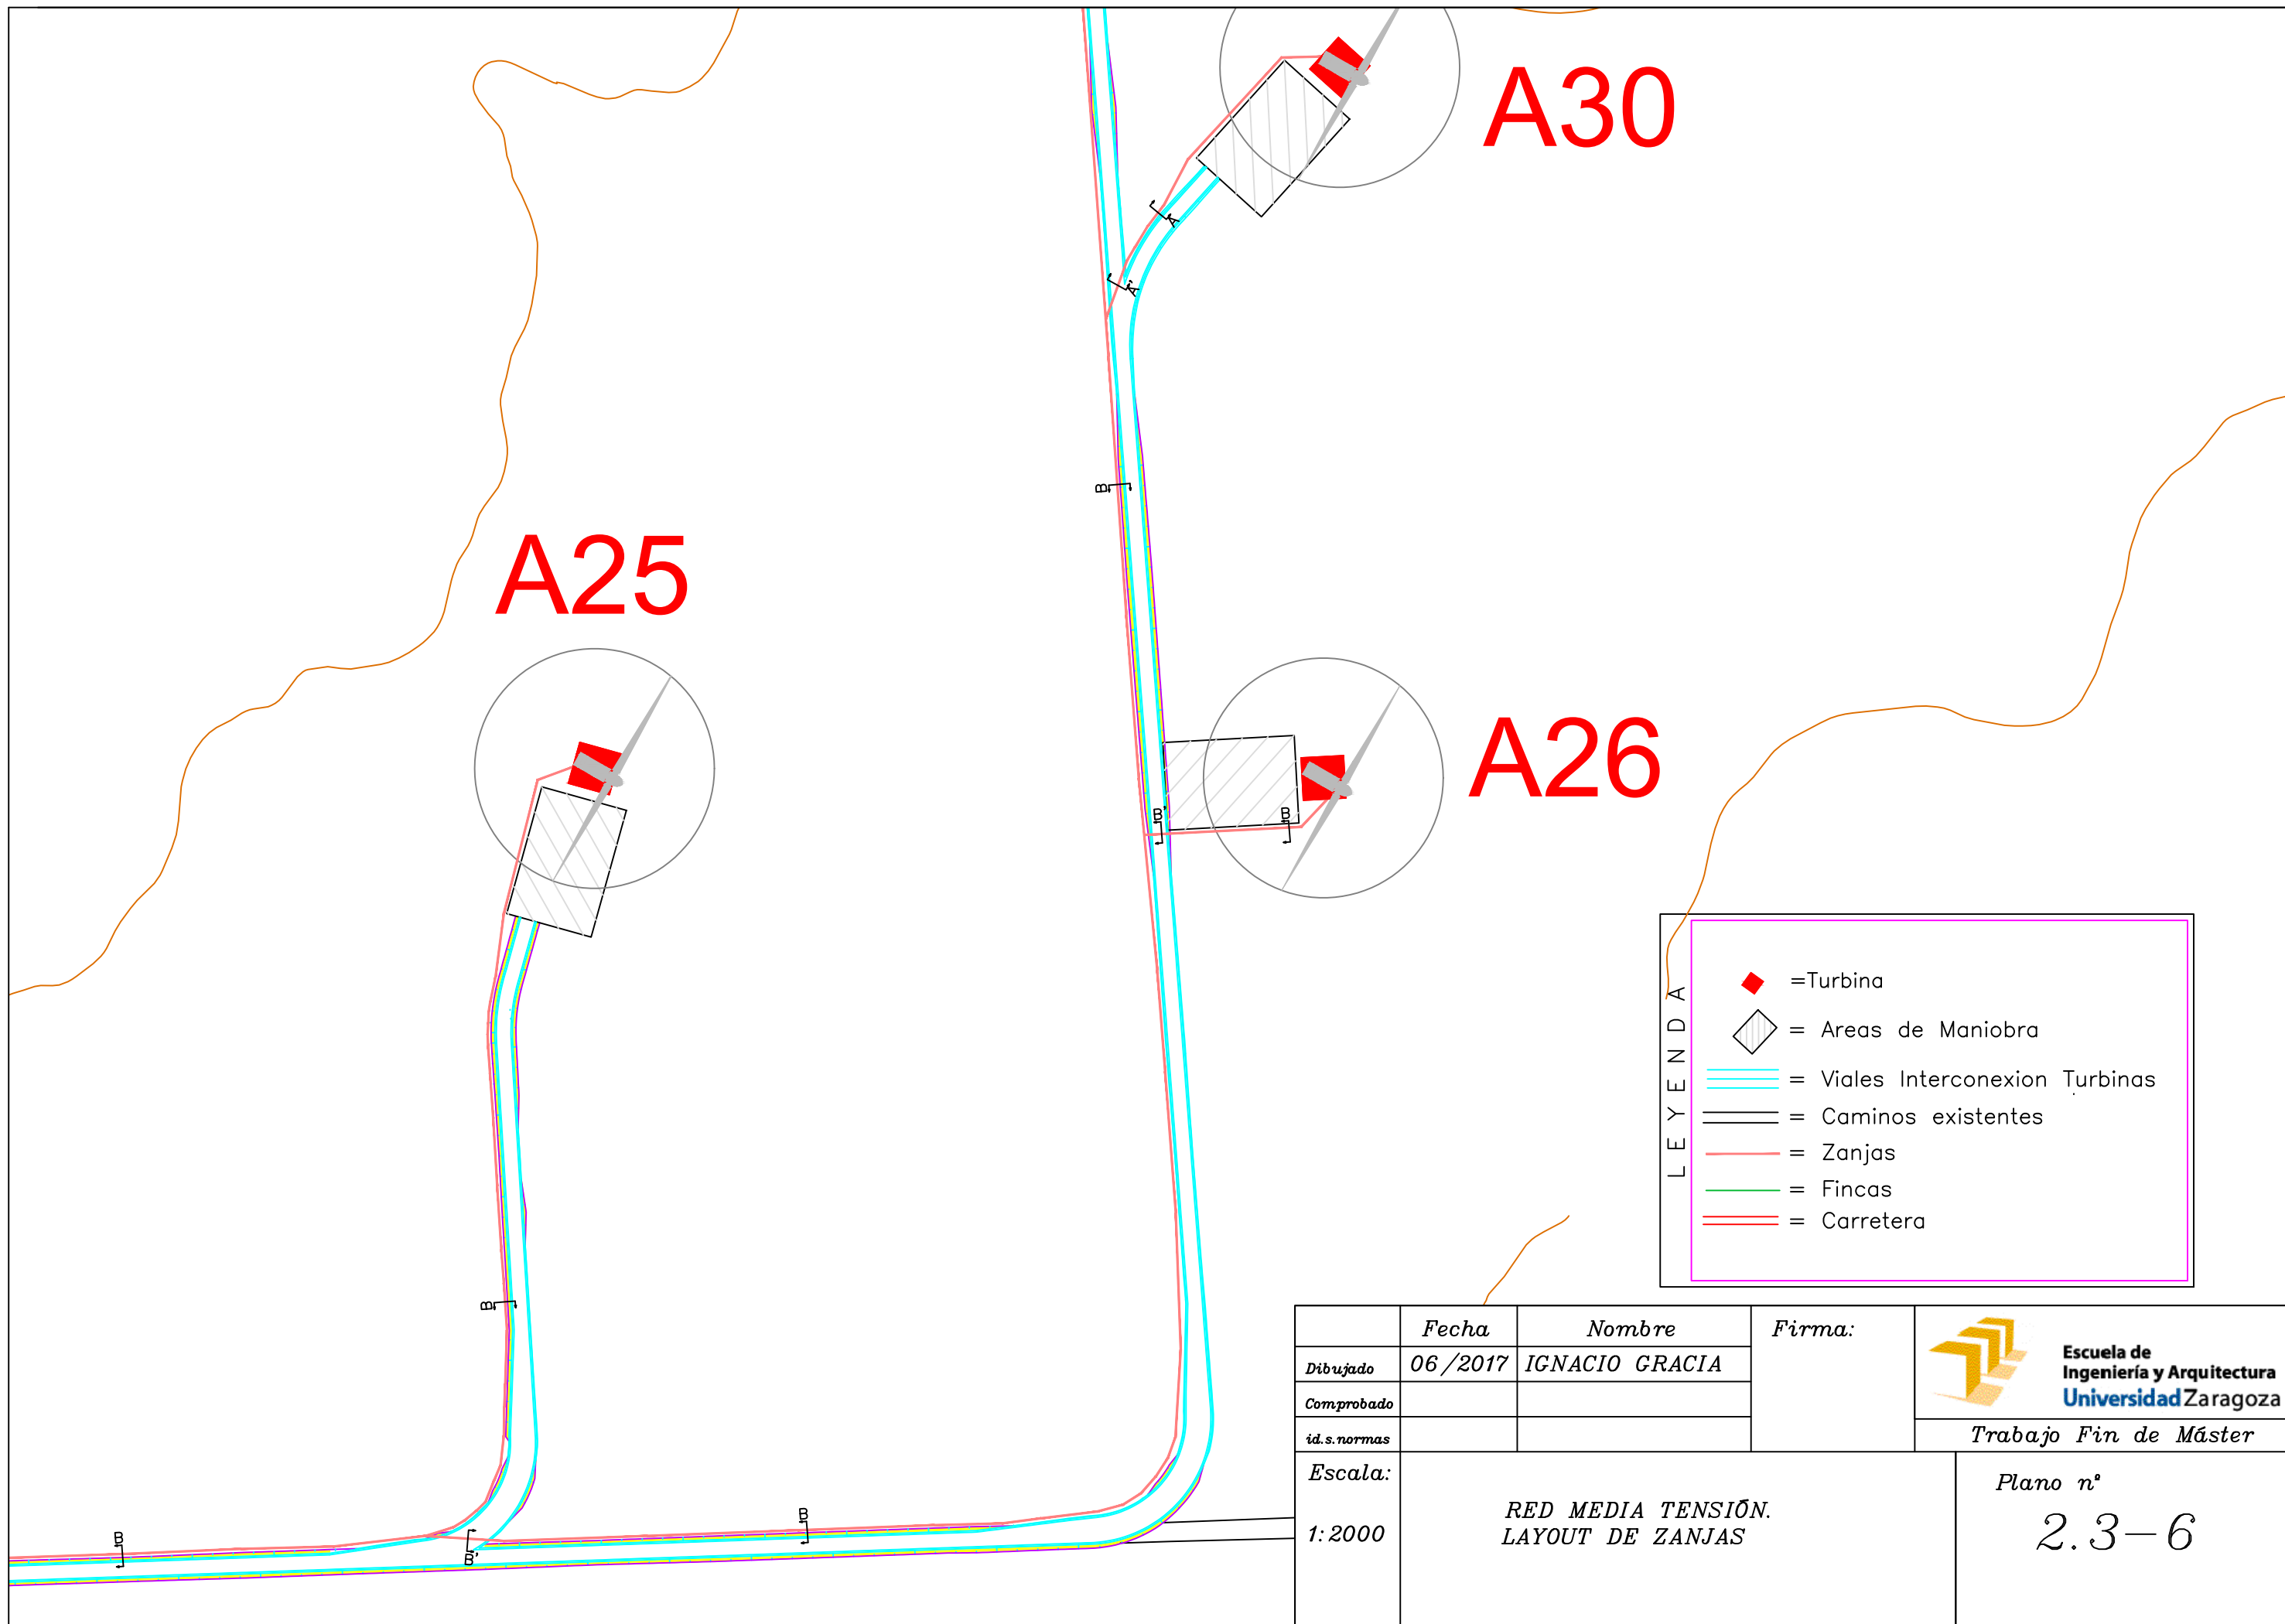 A30
A
A'
B
A25
A26
B'
B
LEYENDA
=Turbina
= Areas de Maniobra
= Viales Interconexion Turbinas
= Caminos existentes
= Zanjas
= Fincas
= Carretera
B
B
B
B'
Fecha
Nombre
Firma:
Dibujado
06/2017
IGNACIO GRACIA
Comprobado
id.s.normas
Escuela de
Ingeniería y Arquitectura
Universidad Zaragoza
Trabajo Fin de Máster
Escala:
1:2000
RED MEDIA TENSIÓN.
LAYOUT DE ZANJAS
Plano nº
2.3-6